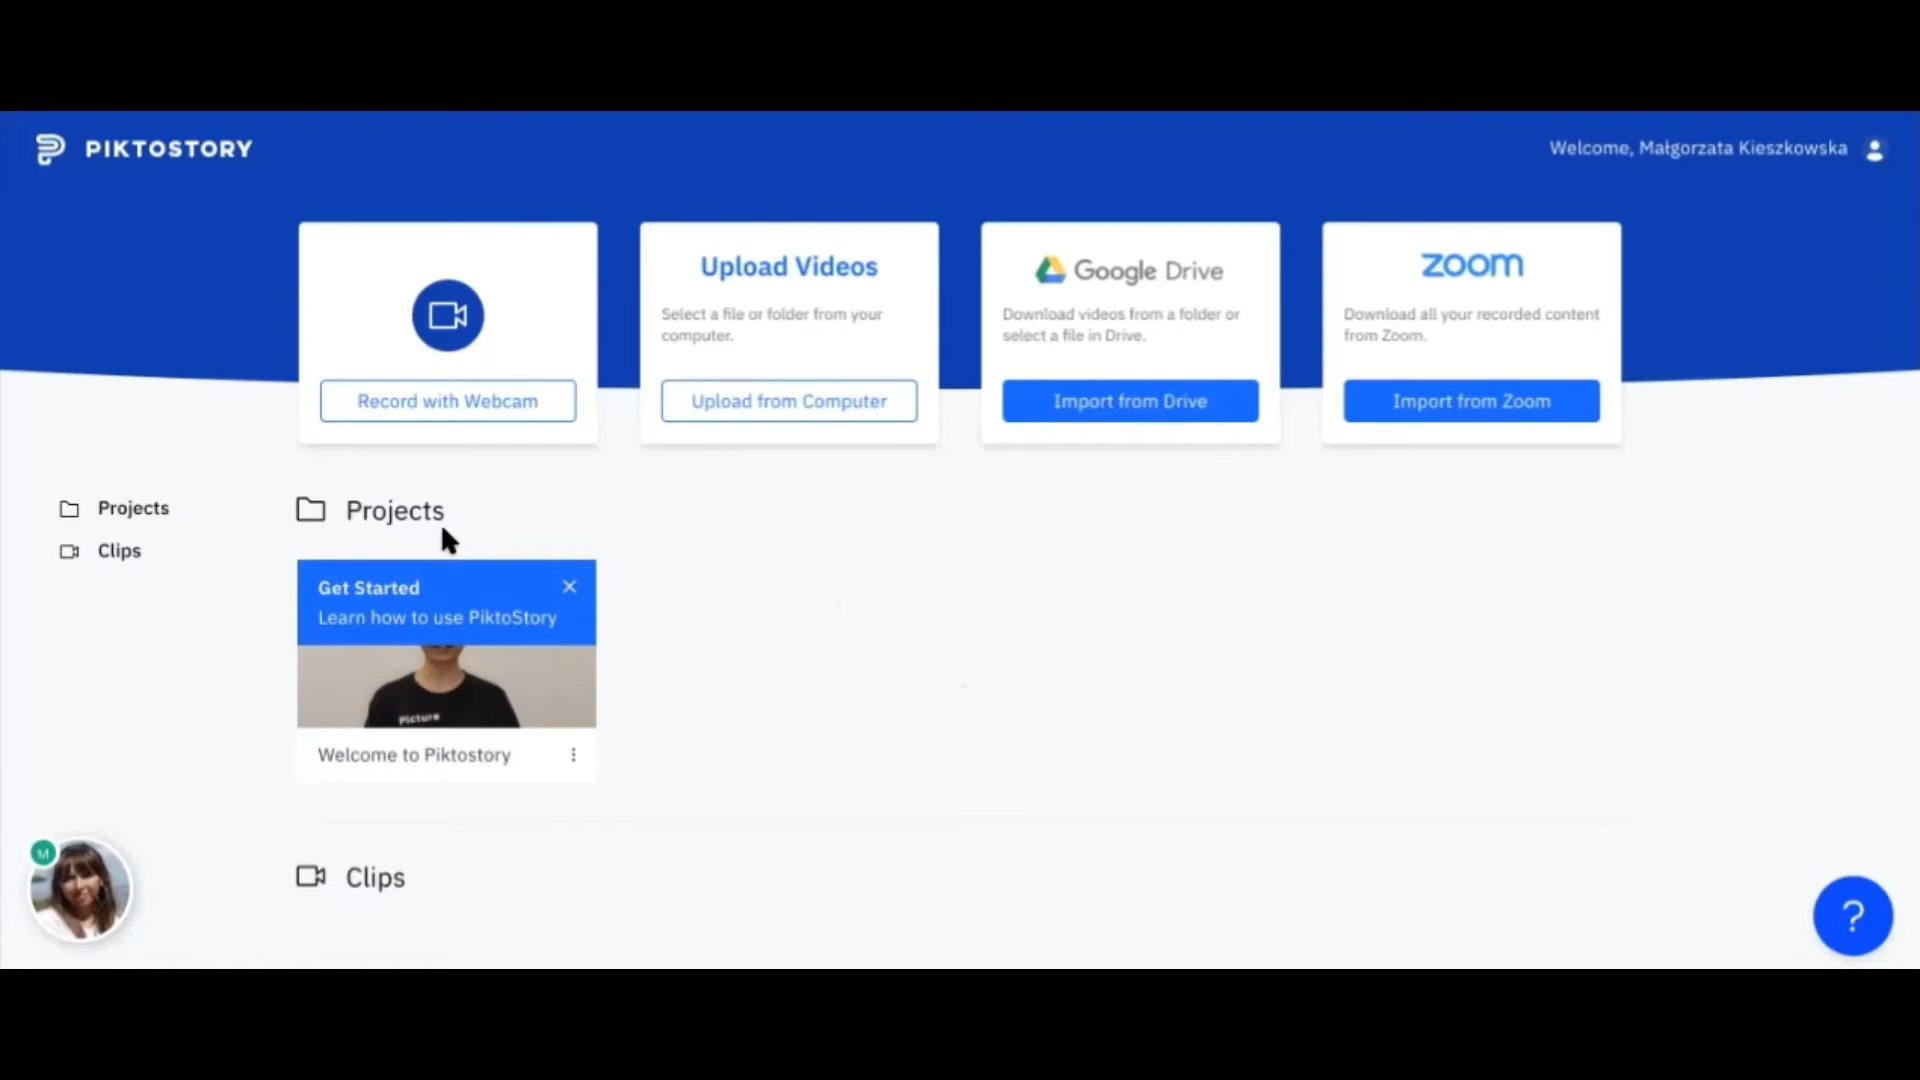 PIKTOSTORY
Welcome, Małgorzata Kieszkowska
Record with Webcam
Upload Videos
Select a file or folder from your
computer.
Upload from Computer
Google Drive
Download videos from a folder or
select a file in Drive.
Import from Drive
zoom
Download all your recorded content
from Zoom.
Import from Zoom
Projects
Clips
Projects
Get Started
Learn how to use PiktoStory
Picture
Welcome to Piktostory
Clips
M
?